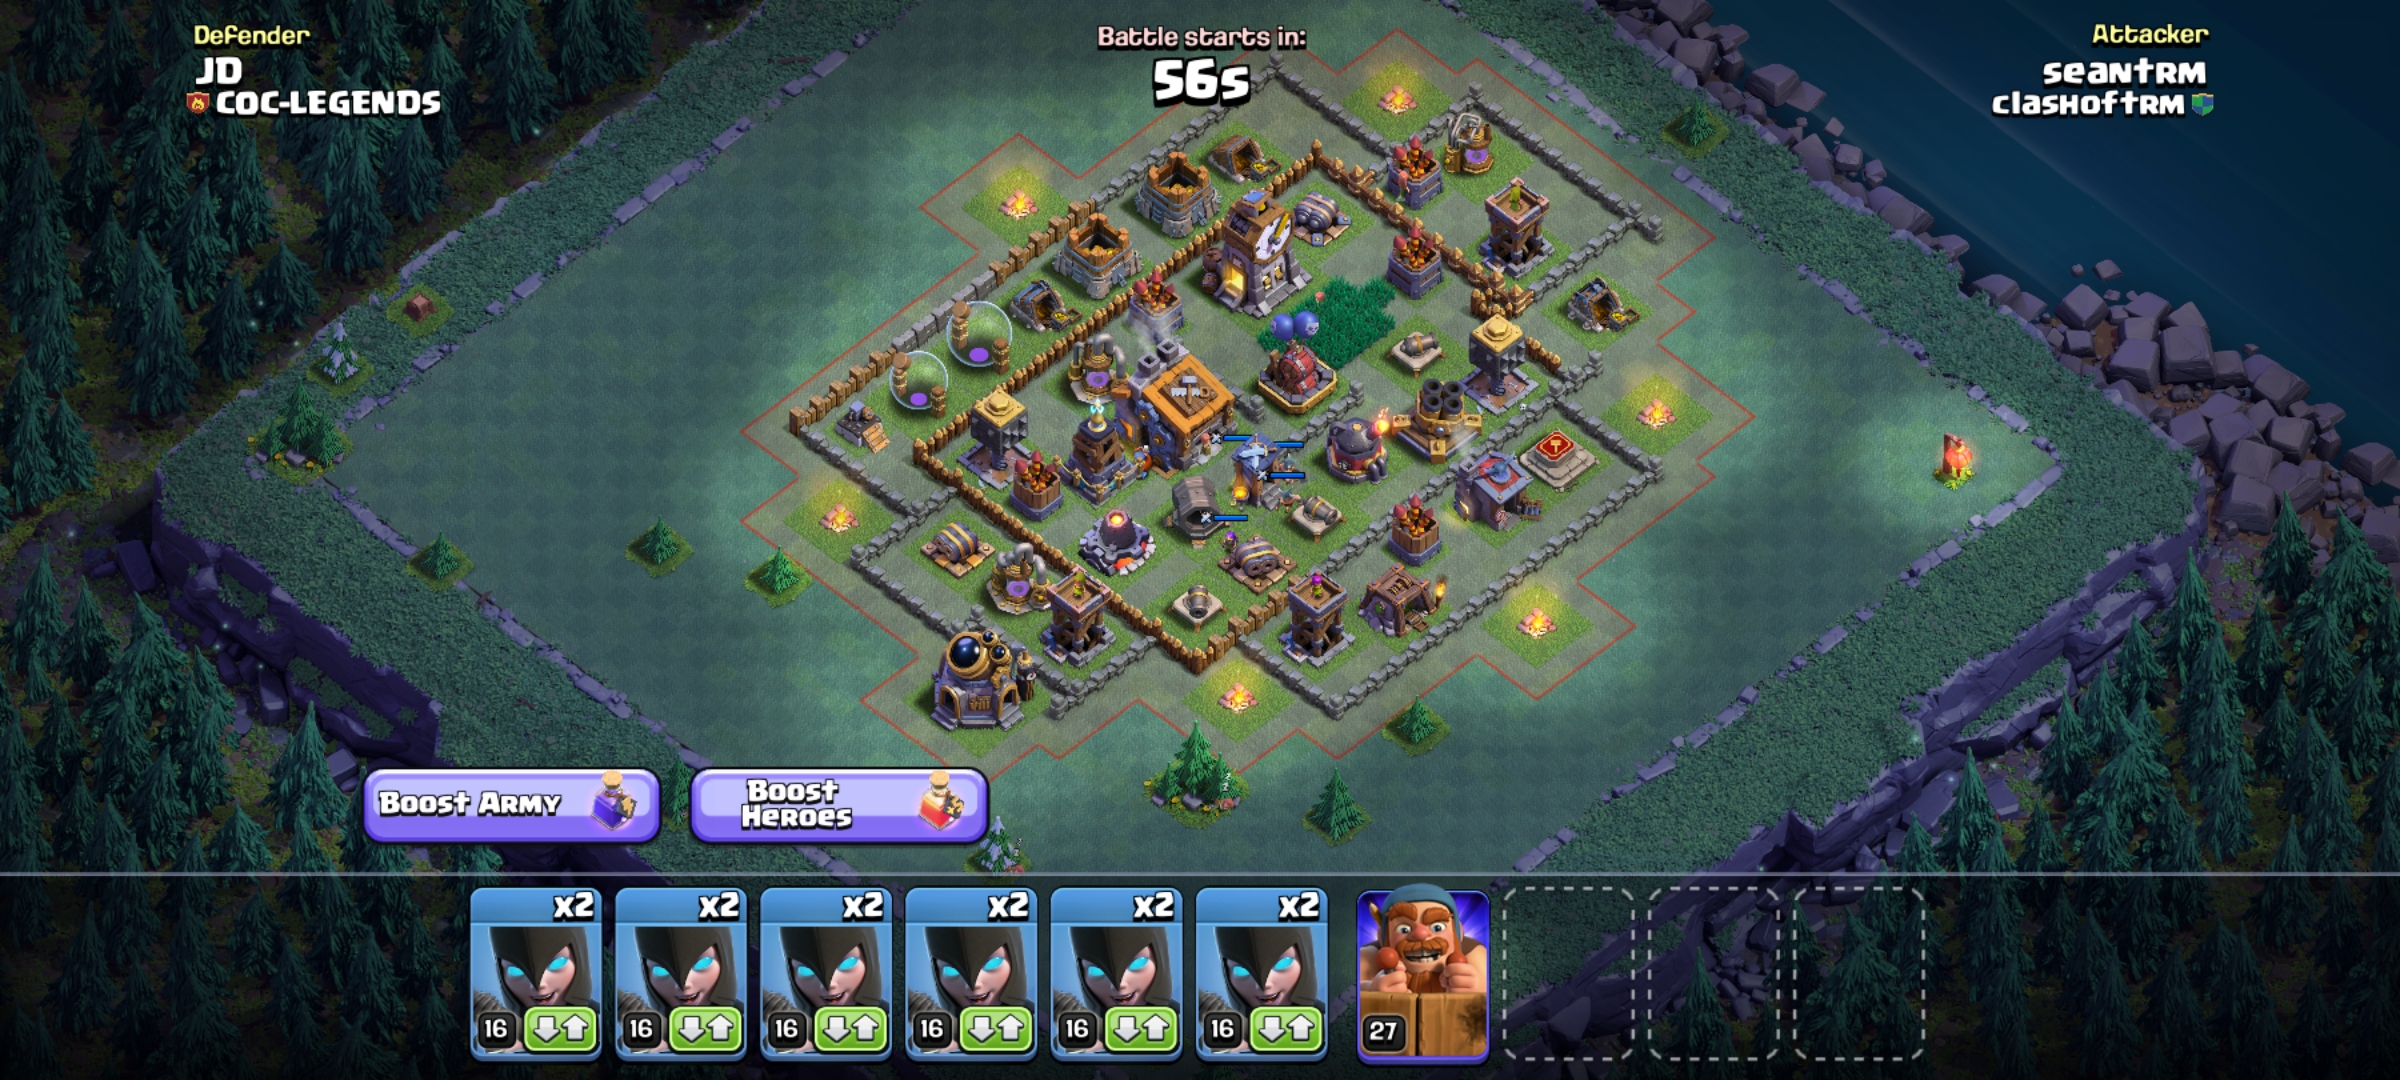 Defender
JD
COC-LEGENDS
Battle starts in:
56s
Attacker
seantRM
clashoftRM
Boost Army
Boost
Heroes
x2
x2
x2
x2
x2
x2
16
16
16
16
16
16
27